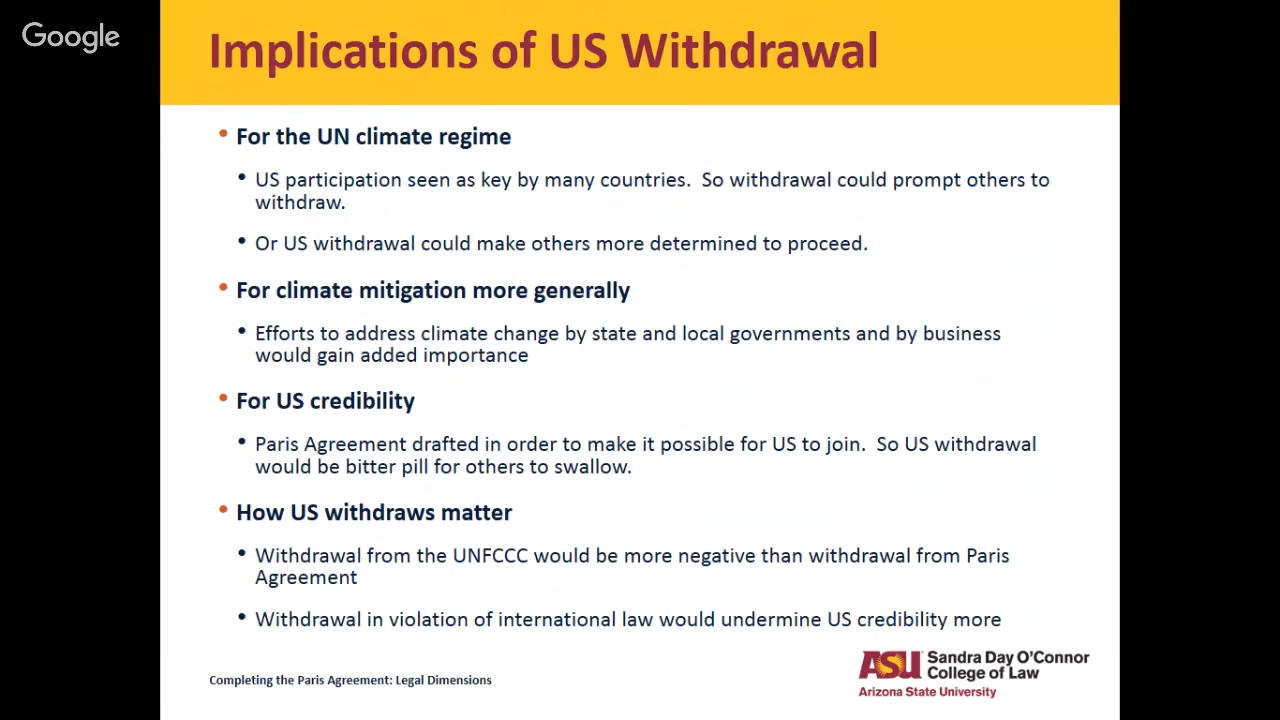 Google
Implications of US Withdrawal
• For the UN climate regime
• US participation seen as key by many countries.  So withdrawal could prompt others to
withdraw.
• Or US withdrawal could make others more determined to proceed.
• For climate mitigation more generally
• Efforts to address climate change by state and local governments and by business
would gain added importance
• For US credibility
• Paris Agreement drafted in order to make it possible for US to join.  So US withdrawal
would be bitter pill for others to swallow.
• How US withdraws matter
• Withdrawal from the UNFCCC would be more negative than withdrawal from Paris
Agreement
• Withdrawal in violation of international law would undermine US credibility more
Completing the Paris Agreement: Legal Dimensions
ASU Sandra Day O'Connor
College of Law
Arizona State University